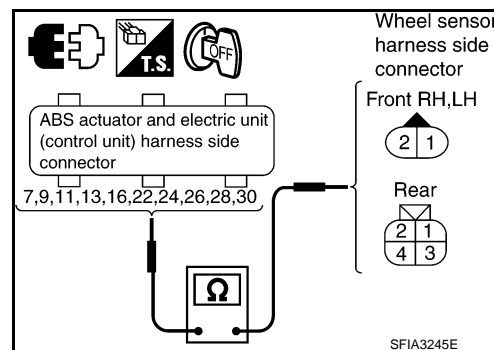 T.S.
OFF
Wheel sensor
harness side
connector
ABS actuator and electric unit
(control unit) harness side
connector
7,9,11,13,16,22,24,26,28,30
Front RH,LH
2 1
Rear
2 1
4 3
Ω
SFIA3245E